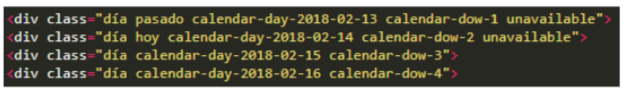 <div class="día pasado calendar-day-2018-02-13 calendar-dow-1 unavailable">
<div class="día hoy calendar-day-2018-02-14 calendar-dow-2 unavailable">
<div class="día calendar-day-2018-02-15 calendar-dow-3">
<div class="día calendar-day-2018-02-16 calendar-dow-4">